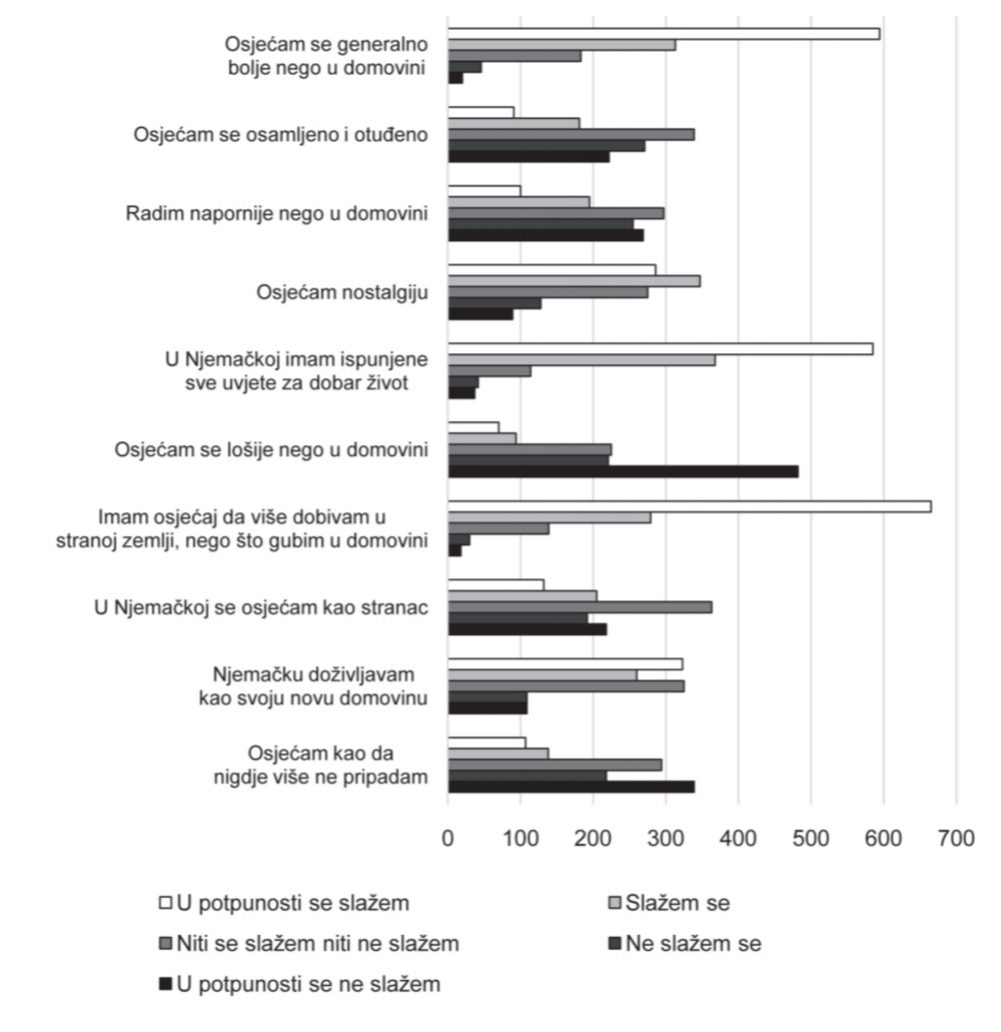 Osjećam se generalno
bolje nego u domovini
Osjećam se osamljeno i otuđeno
Radim napornije nego u domovini
Osjećam nostalgiju
U Njemačkoj imam ispunjene
sve uvjete za dobar život
Osjećam se lošije nego u domovini
Imam osjećaj da više dobivam u
stranoj zemlji, nego što gubim u domovini
U Njemačkoj se osjećam kao stranac
Njemačku doživljavam
kao svoju novu domovinu
Osjećam kao da
nigdje više ne pripadam
0 100 200 300 400 500 600 700
U potpunosti se slažem
Slažem se
Niti se slažem niti ne slažem
Ne slažem se
U potpunosti se ne slažem